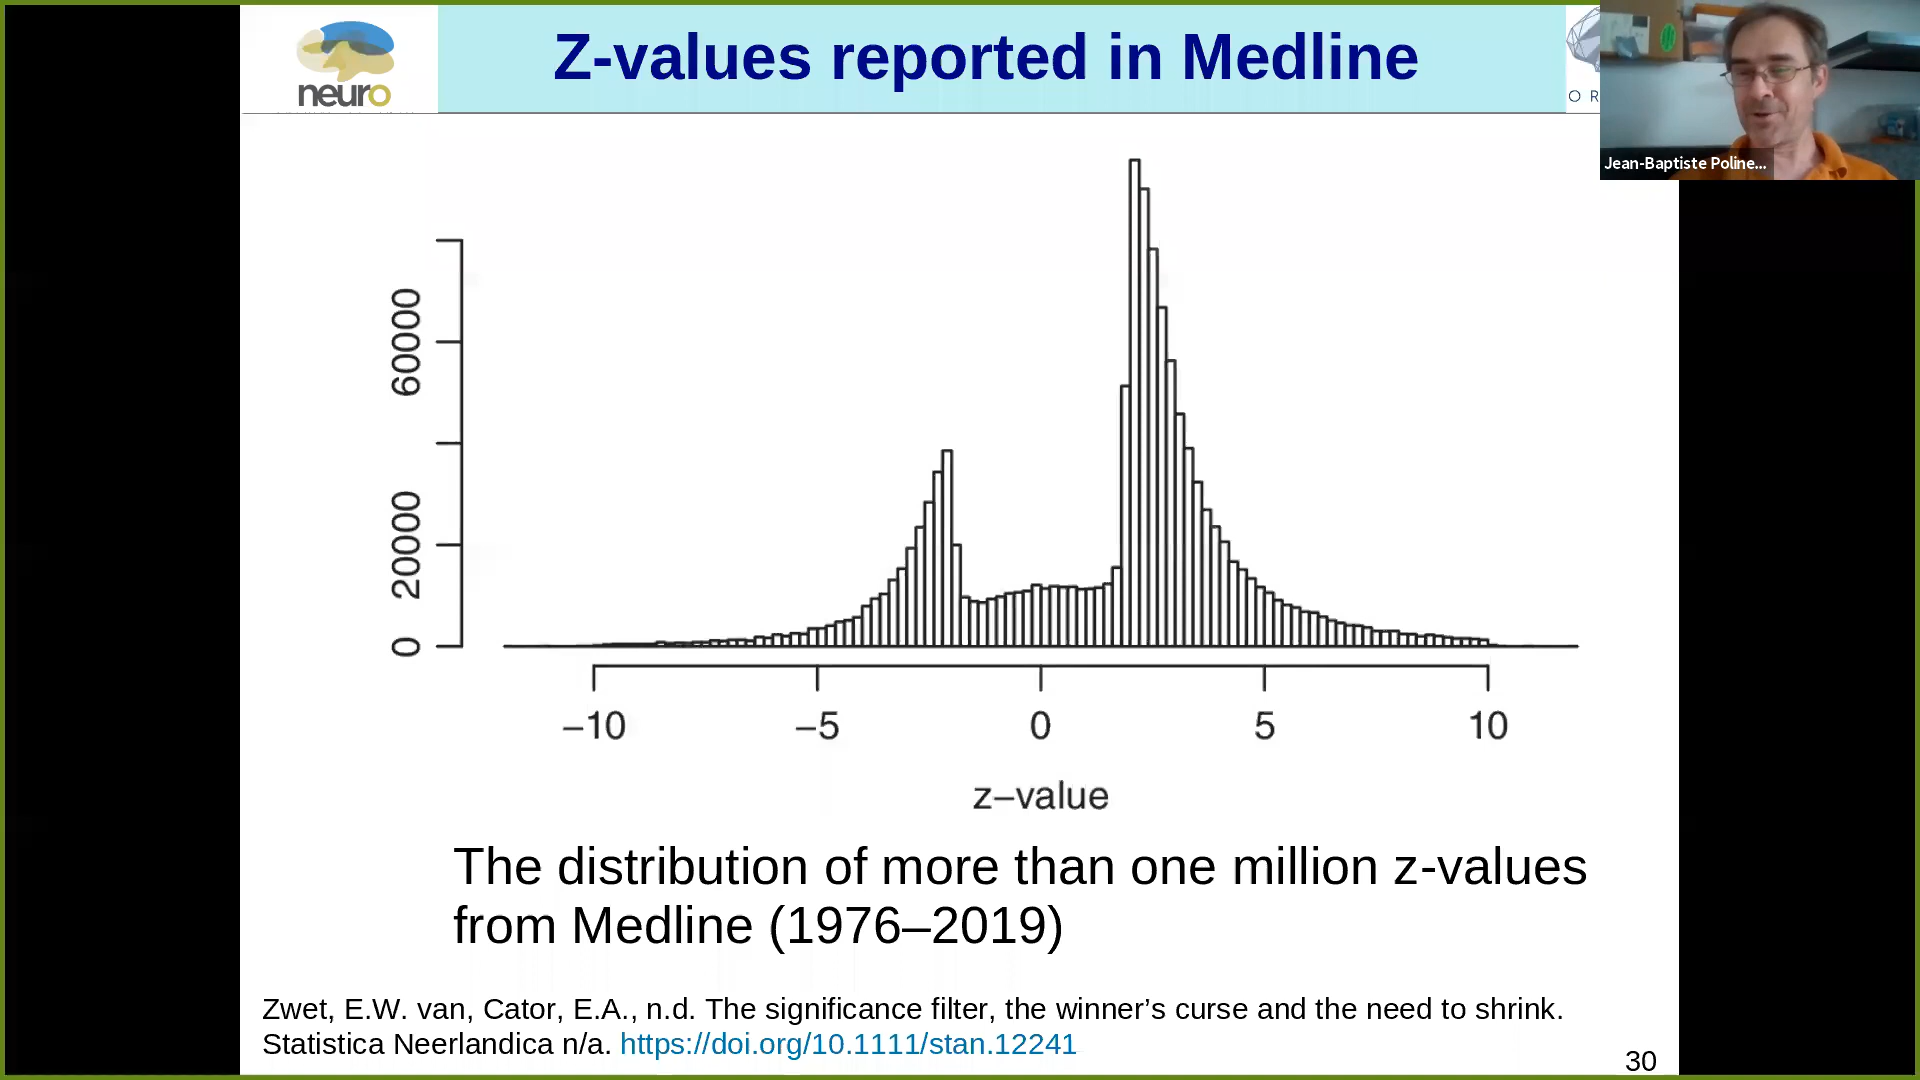 neuro
Z-values reported in Medline
O R
Jean-Baptiste Poline...
60000
20000
0
−10 −5 0 5 10
z−value
The distribution of more than one million z-values
from Medline (1976–2019)
Zwet, E.W. van, Cator, E.A., n.d. The significance filter, the winner’s curse and the need to shrink.
Statistica Neerlandica n/a. https://doi.org/10.1111/stan.12241
30